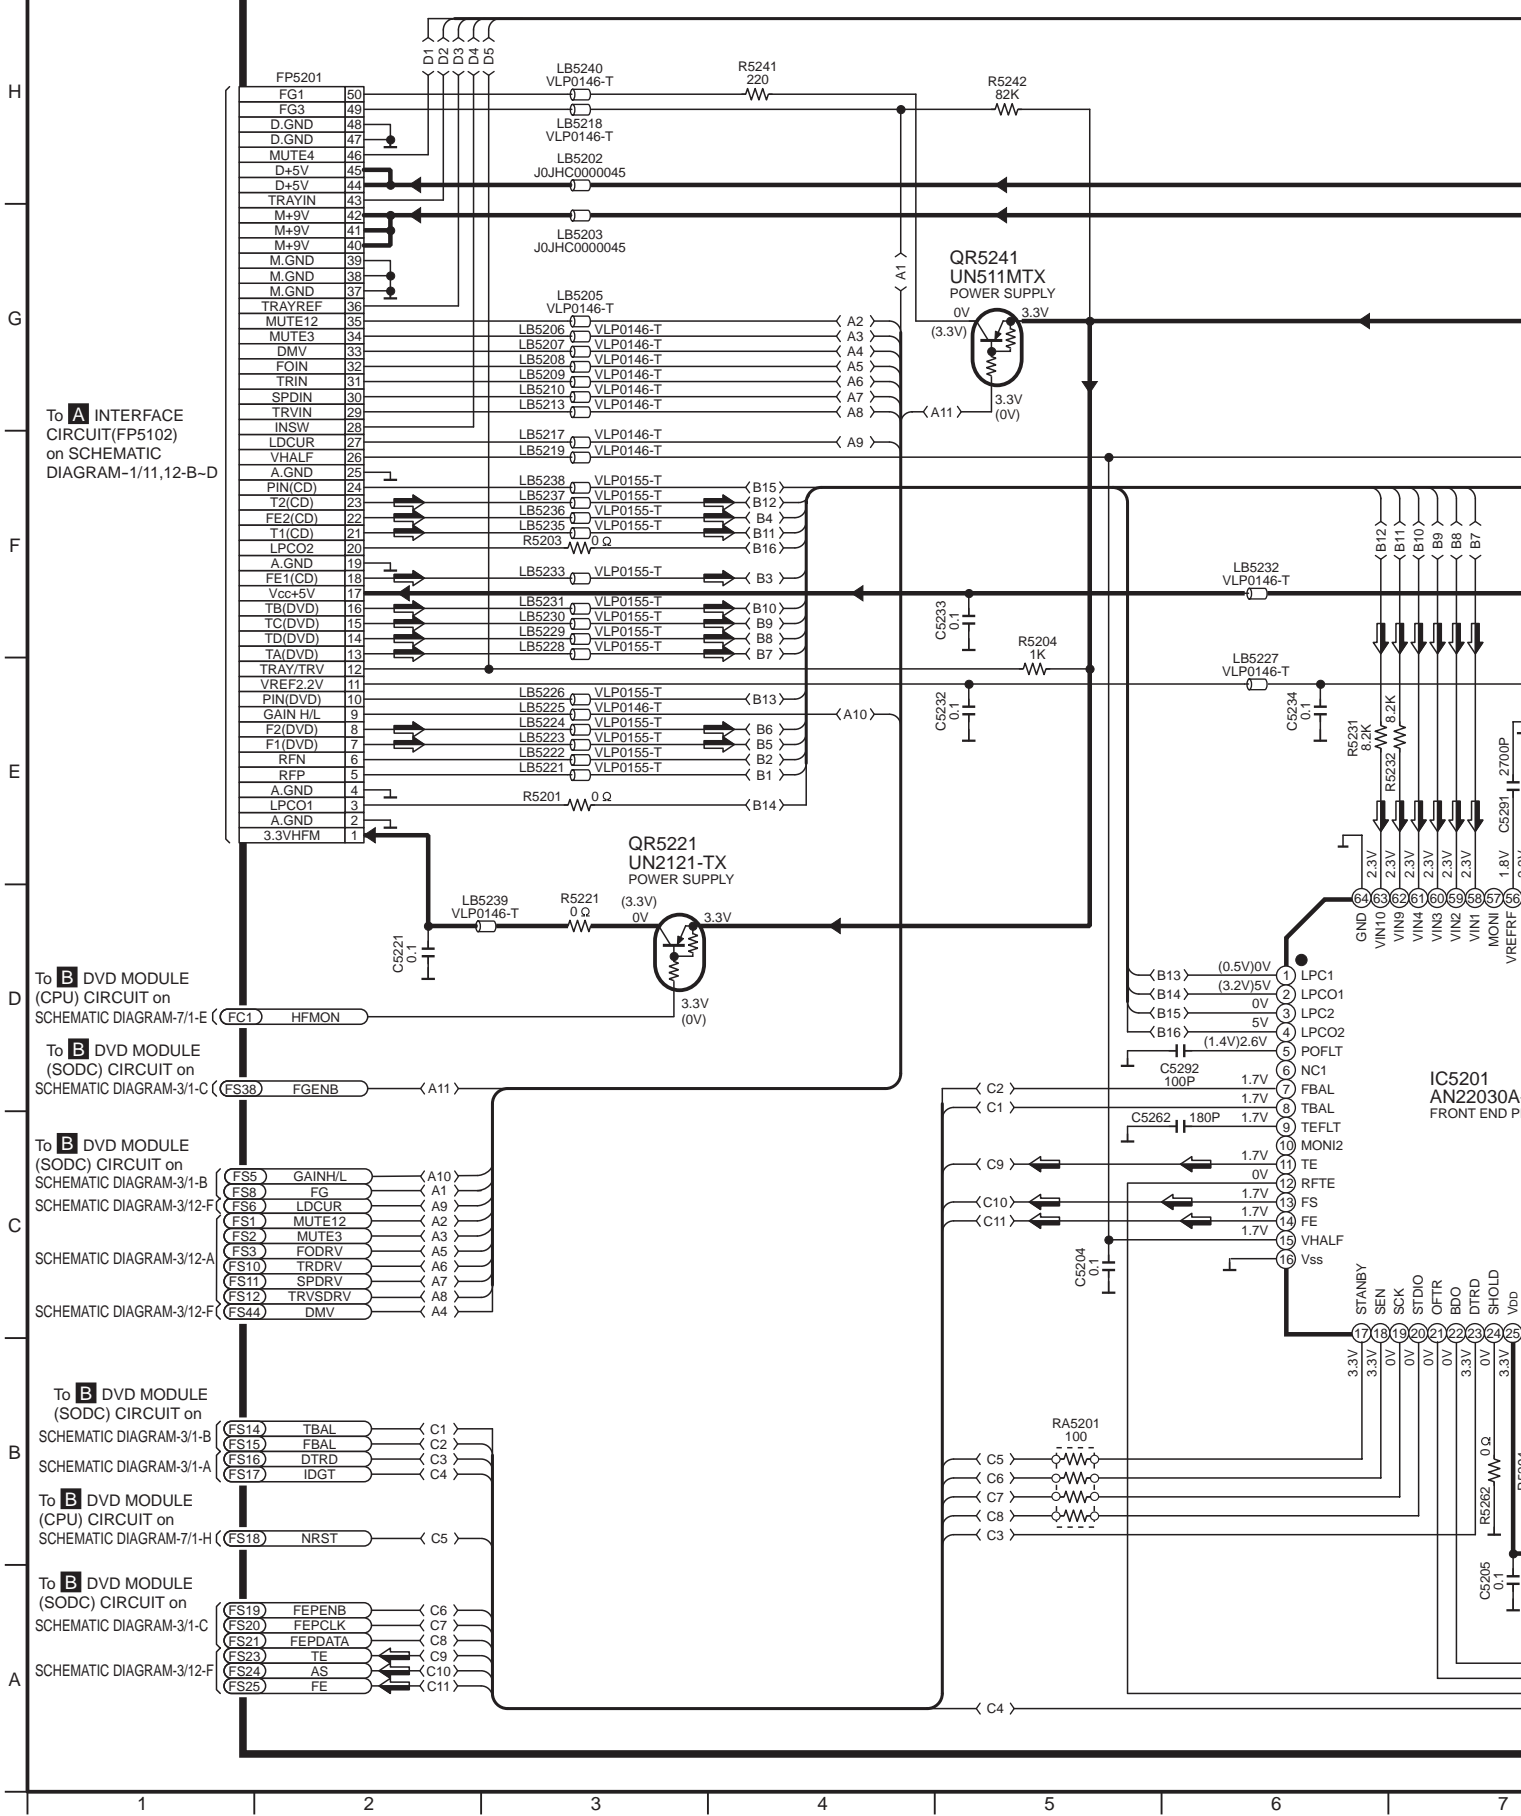 H
G
F
E
D
C
B
A
1
2
3
4
5
6
7
D1
D2
D3
D4
D5
FP5201
FG1 50
FG3 49
D.GND 48
D.GND 47
MUTE4 46
D+5V 45
D+5V 44
TRAYIN 43
M+9V 42
M+9V 41
M+9V 40
M.GND 39
M.GND 38
M.GND 37
TRAYREF 36
MUTE12 35
MUTE3 34
DMV 33
FOIN 32
TRIN 31
SPDIN 30
TRVIN 29
INSW 28
LDCUR 27
VHALF 26
A.GND 25
PIN(CD) 24
T2(CD) 23
FE2(CD) 22
T1(CD) 21
LPCO2 20
A.GND 19
FE1(CD) 18
Vcc+5V 17
TB(DVD) 16
TC(DVD) 15
TD(DVD) 14
TA(DVD) 13
TRAY/TRV 12
VREF2.2V 11
PIN(DVD) 10
GAIN H/L 9
F2(DVD) 8
F1(DVD) 7
RFN 6
RFP 5
A.GND 4
LPCO1 3
A.GND 2
3.3VHFM 1
To A INTERFACE
CIRCUIT(FP5102)
on SCHEMATIC
DIAGRAM-1/11,12-B~D
LB5240
VLP0146-T
LB5218
VLP0146-T
R5241
220
R5242
82K
LB5202
J0JHC0000045
LB5203
J0JHC0000045
LB5205
VLP0146-T
LB5206 VLP0146-T
LB5207 VLP0146-T
LB5208 VLP0146-T
LB5209 VLP0146-T
LB5210 VLP0146-T
LB5213 VLP0146-T
LB5217 VLP0146-T
LB5219 VLP0146-T
LB5238 VLP0155-T
LB5237 VLP0155-T
LB5236 VLP0155-T
LB5235 VLP0155-T
R5203 0 Ω
LB5233 VLP0155-T
LB5231 VLP0155-T
LB5230 VLP0155-T
LB5229 VLP0155-T
LB5228 VLP0155-T
LB5226 VLP0155-T
LB5225 VLP0146-T
LB5224 VLP0155-T
LB5223 VLP0155-T
LB5222 VLP0155-T
LB5221 VLP0155-T
R5201 0 Ω
A2
A3
A4
A5
A6
A7
A8
A9
A10
A1
A11
B15
B12
B4
B11
B16
B3
B10
B9
B8
B7
B13
B6
B5
B2
B1
B14
QR5241
UN511MTX
POWER SUPPLY
0V
(3.3V)
3.3V
3.3V
(0V)
C5233
0.1
R5204
1K
C5232
0.1
LB5232
VLP0146-T
LB5227
VLP0146-T
C5234
0.1
B12
B11
B10
B9
B8
B7
R5231
8.2K
R5232
8.2K
C5291
2700P
QR5221
UN2121-TX
POWER SUPPLY
(3.3V)
0V
3.3V
3.3V
(0V)
LB5239
VLP0146-T
R5221
0 Ω
C5221
0.1
2.3V
2.3V
2.3V
2.3V
2.3V
2.3V
1.8V
64 63 62 61 60 59 58 57 56
GND
VIN10
VIN9
VIN4
VIN3
VIN2
VIN1
MONI
VREFRF
B13 (0.5V)0V 1 LPC1
B14 (3.2V)5V 2 LPCO1
B15 0V 3 LPC2
B16 5V 4 LPCO2
(1.4V)2.6V 5 POFLT
C5292
100P
6 NC1
C2 1.7V 7 FBAL
C1 1.7V 8 TBAL
C5262 180P 1.7V 9 TEFLT
10 MONI2
C9 1.7V 11 TE
0V 12 RFTE
C10 1.7V 13 FS
C11 1.7V 14 FE
1.7V 15 VHALF
16 Vss
C5204
0.1
IC5201
AN22030A
FRONT END P
STANBY
SEN
SCK
STDIO
OFTR
BDO
DTRD
SHOLD
VDD
17 18 19 20 21 22 23 24 25
3.3V
3.3V
0V
0V
0V
0V
3.3V
0V
3.3V
R5262
0 Ω
C5205
0.1
RA5201
100
C5
C6
C7
C8
C3
C4
To B DVD MODULE
(CPU) CIRCUIT on
SCHEMATIC DIAGRAM-7/1-E FC1 HFMON
To B DVD MODULE
(SODC) CIRCUIT on
SCHEMATIC DIAGRAM-3/1-C FS38 FGENB A11
To B DVD MODULE
(SODC) CIRCUIT on
SCHEMATIC DIAGRAM-3/1-B
FS5 GAINH/L A10
FS8 FG A1
SCHEMATIC DIAGRAM-3/12-F FS6 LDCUR A9
FS1 MUTE12 A2
FS2 MUTE3 A3
SCHEMATIC DIAGRAM-3/12-A FS3 FODRV A5
FS10 TRDRV A6
FS11 SPDRV A7
FS12 TRVSDRV A8
SCHEMATIC DIAGRAM-3/12-F FS44 DMV A4
To B DVD MODULE
(SODC) CIRCUIT on
SCHEMATIC DIAGRAM-3/1-B
FS14 TBAL C1
FS15 FBAL C2
SCHEMATIC DIAGRAM-3/1-A
FS16 DTRD C3
FS17 IDGT C4
To B DVD MODULE
(CPU) CIRCUIT on
SCHEMATIC DIAGRAM-7/1-H FS18 NRST C5
To B DVD MODULE
(SODC) CIRCUIT on
SCHEMATIC DIAGRAM-3/1-C
FS19 FEPENB C6
FS20 FEPCLK C7
FS21 FEPDATA C8
SCHEMATIC DIAGRAM-3/12-F
FS23 TE C9
FS24 AS C10
FS25 FE C11